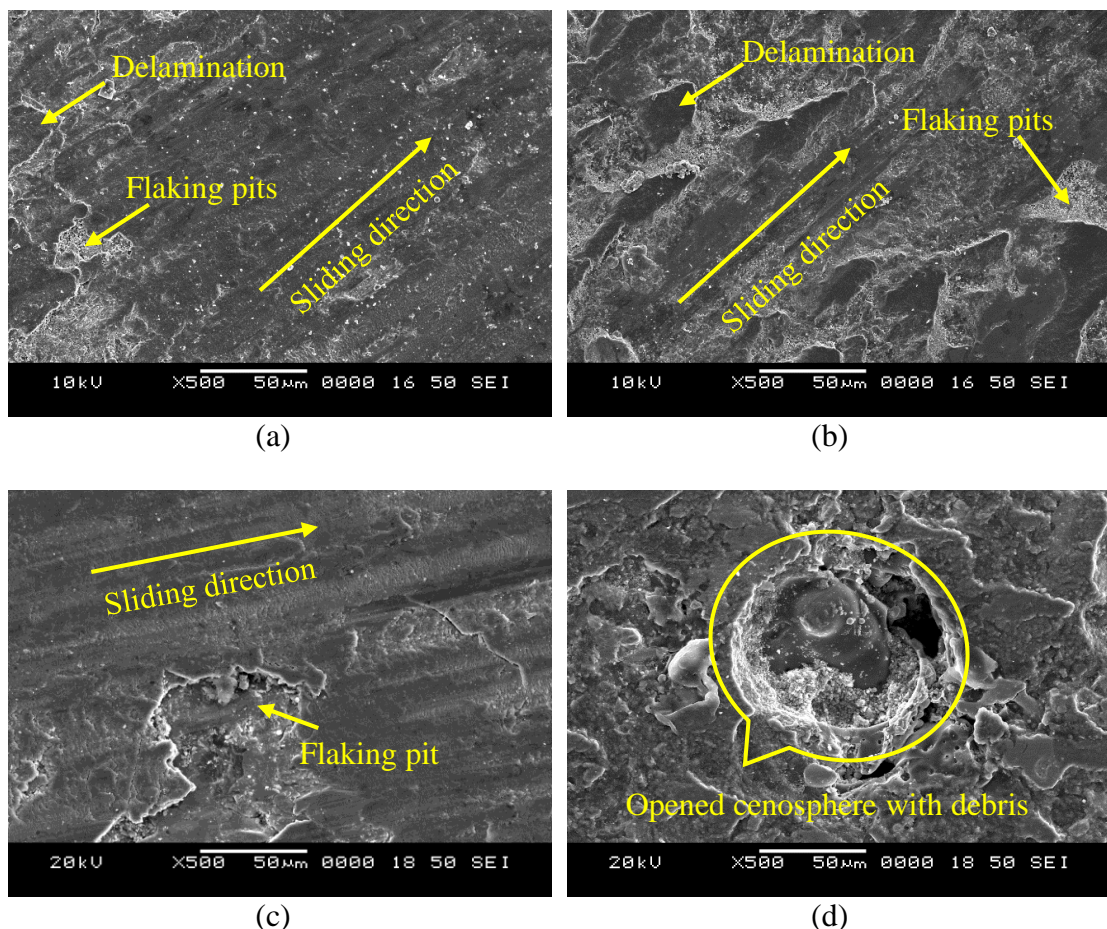 Delamination
Flaking pits
Sliding direction
10kV X500 50µm 0000 16 50 SEI
(a)
Delamination
Flaking pits
Sliding direction
10kV X500 50µm 0000 16 50 SEI
(b)
Sliding direction
Flaking pit
20kV X500 50µm 0000 18 50 SEI
(c)
Opened cenosphere with debris
20kV X500 50µm 0000 18 50 SEI
(d)